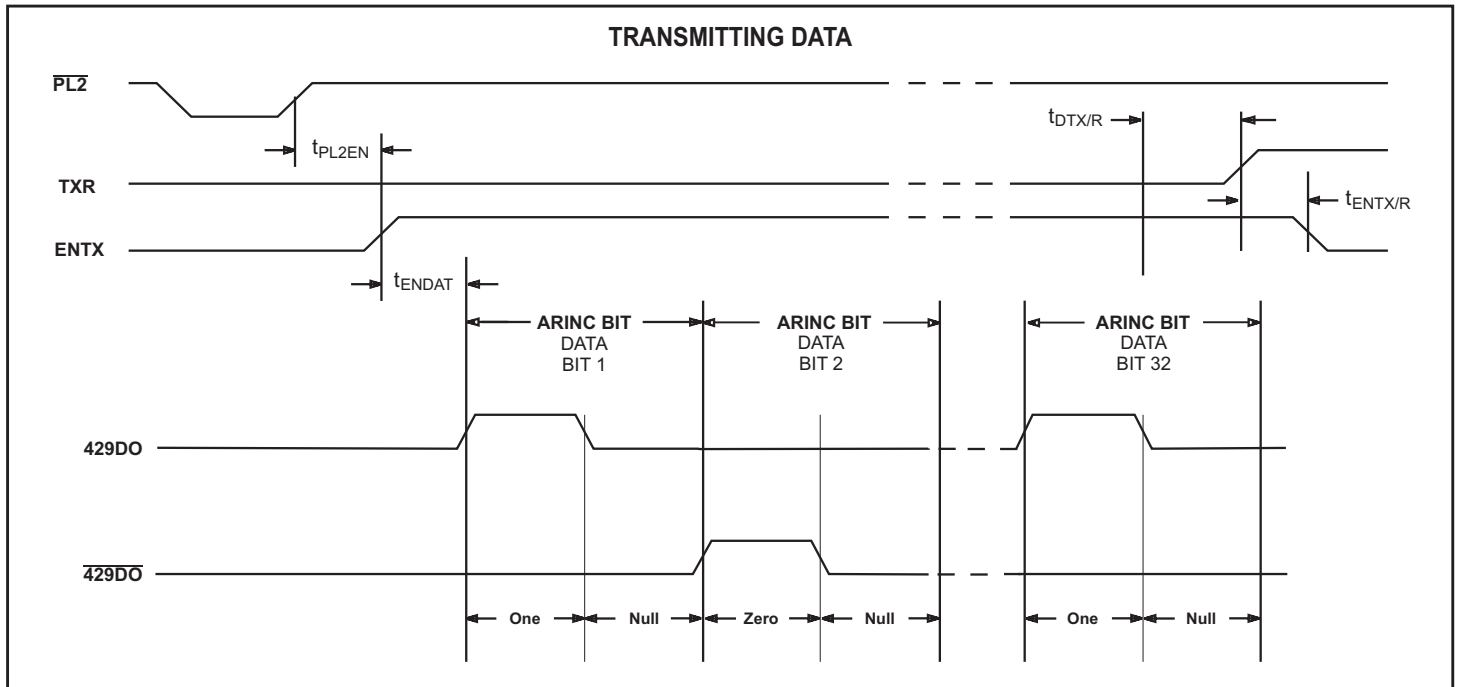 TRANSMITTING DATA
PL2
tDTX/R
tPL2EN
TXR
tENTX/R
ENTX
tENDAT
ARINC BIT ARINC BIT ARINC BIT
DATA DATA DATA
BIT 1 BIT 2 BIT 32
429DO
429DO
One Null Zero Null One Null